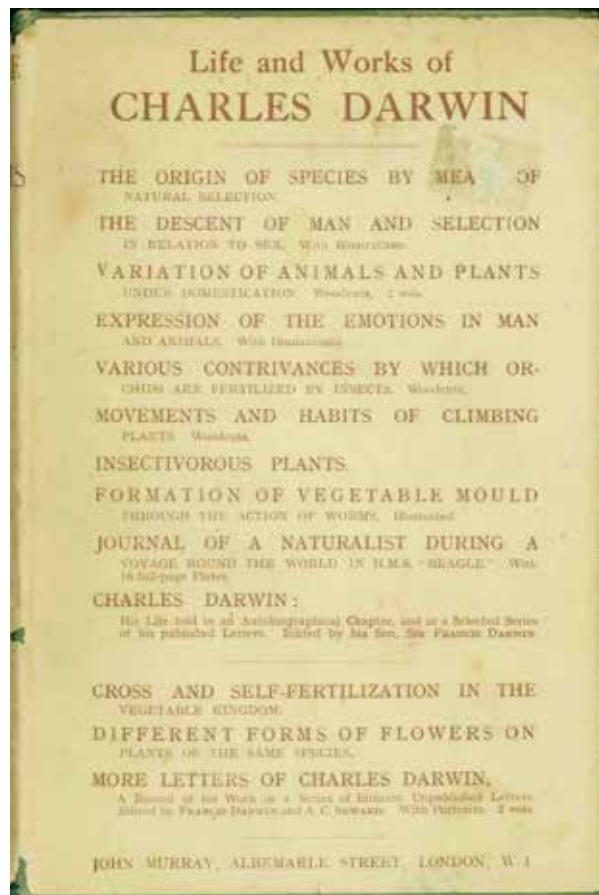 Life and Works of
CHARLES DARWIN
THE ORIGIN OF SPECIES BY MEA OF
NATURAL SELECTION.
THE DESCENT OF MAN AND SELECTION
IN RELATION TO SEX. With Illustrations.
VARIATION OF ANIMALS AND PLANTS
UNDER DOMESTICATION. Woodcuts, 2 vols.
EXPRESSION OF THE EMOTIONS IN MAN
AND ANIMALS. With Illustrations.
VARIOUS CONTRIVANCES BY WHICH OR-
CHIDS ARE FERTILIZED BY INSECTS. Woodcuts.
MOVEMENTS AND HABITS OF CLIMBING
PLANTS. Woodcuts.
INSECTIVOROUS PLANTS.
FORMATION OF VEGETABLE MOULD
THROUGH THE ACTION OF WORMS. Illustrated.
JOURNAL OF A NATURALIST DURING A
VOYAGE ROUND THE WORLD IN H.M.S. "BEAGLE." With
16 full-page Plates.
CHARLES DARWIN:
His Life told in an Autobiographical Chapter, and in a Selected Series
of his published Letters. Edited by his Son, SIR FRANCIS DARWIN.
CROSS AND SELF-FERTILIZATION IN THE
VEGETABLE KINGDOM.
DIFFERENT FORMS OF FLOWERS ON
PLANTS OF THE SAME SPECIES.
MORE LETTERS OF CHARLES DARWIN.
A Record of his Work in a Series of hitherto Unpublished Letters.
Edited by FRANCIS DARWIN and A. C. SEWARD. With Portraits. 2 vols.
JOHN MURRAY, ALBEMARLE STREET, LONDON, W.1